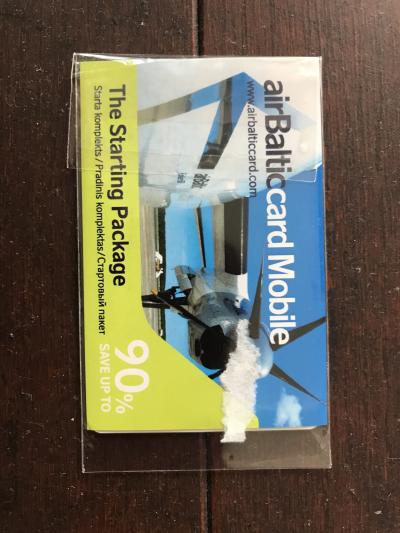 airBalticcard Mobile
www.airbalticcard.com
The Starting Package
Starta komplekts / Pradinis komplektas / Стартовый пакет
90%
SAVE UP TO